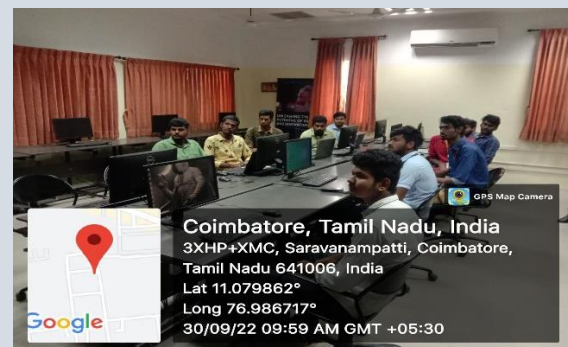 GPS Map Camera
Coimbatore, Tamil Nadu, India
3XHP+XMC, Saravanampatti, Coimbatore,
Tamil Nadu 641006, India
Lat 11.079862°
Long 76.986717°
30/09/22 09:59 AM GMT +05:30
Google